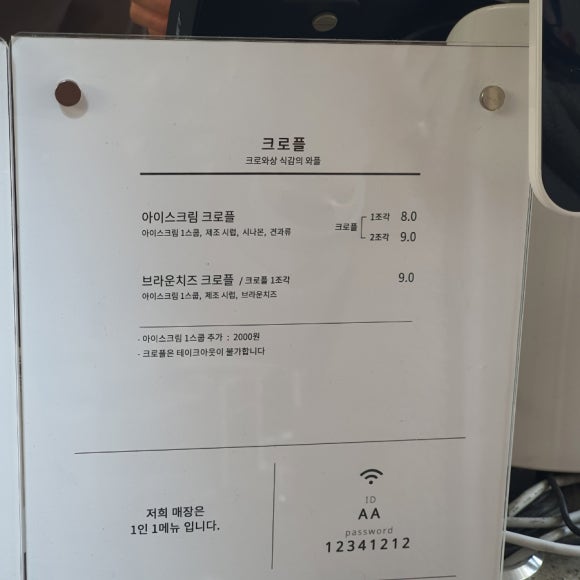 크로플
크로와상 식감의 와플
아이스크림 크로플
아이스크림 1스쿱, 제조 시럽, 시나몬, 견과류
크로플 1조각 8.0
2조각 9.0
브라운치즈 크로플 / 크로플 1조각 9.0
아이스크림 1스쿱, 제조 시럽, 브라운치즈
· 아이스크림 1스쿱 추가 : 2000원
· 크로플은 테이크아웃이 불가합니다
저희 매장은
1인 1메뉴 입니다.
ID
AA
password
12341212